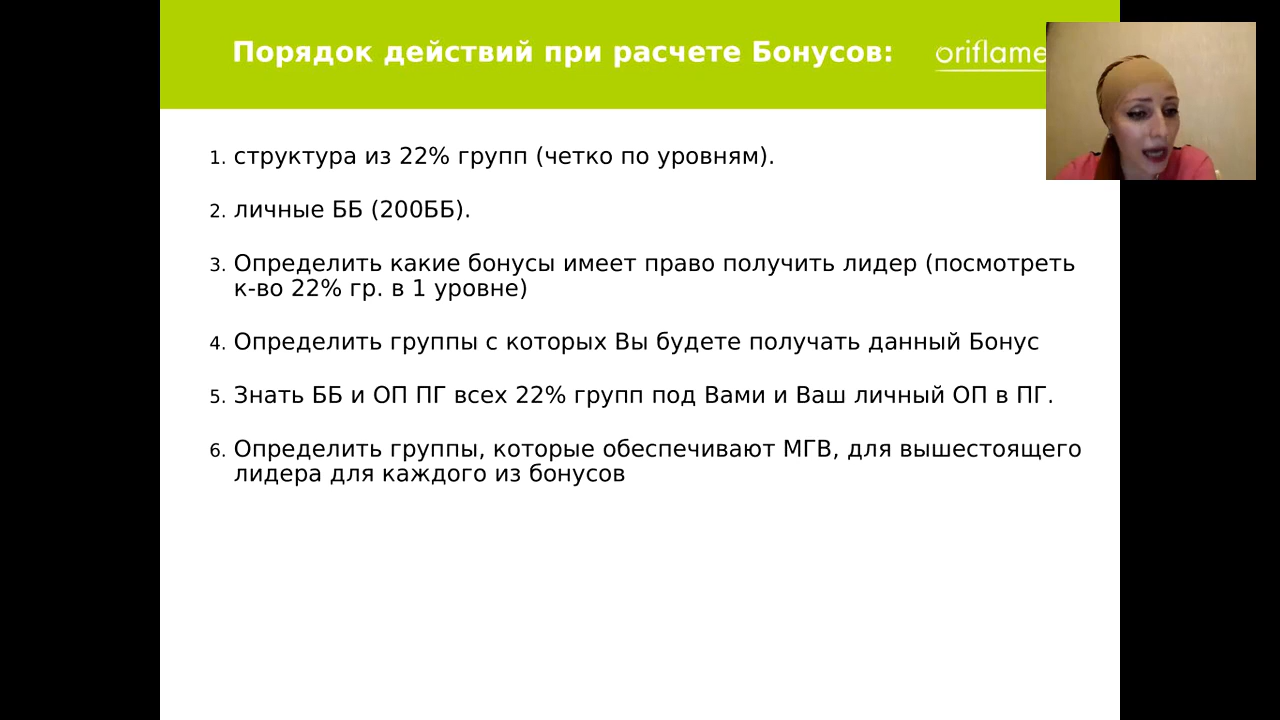 Порядок действий при расчете Бонусов:
oriflame
1. структура из 22% групп (четко по уровням).
2. личные ББ (200ББ).
3. Определить какие бонусы имеет право получить лидер (посмотреть
к-во 22% гр. в 1 уровне)
4. Определить группы с которых Вы будете получать данный Бонус
5. Знать ББ и ОП ПГ всех 22% групп под Вами и Ваш личный ОП в ПГ.
6. Определить группы, которые обеспечивают МГВ, для вышестоящего
лидера для каждого из бонусов